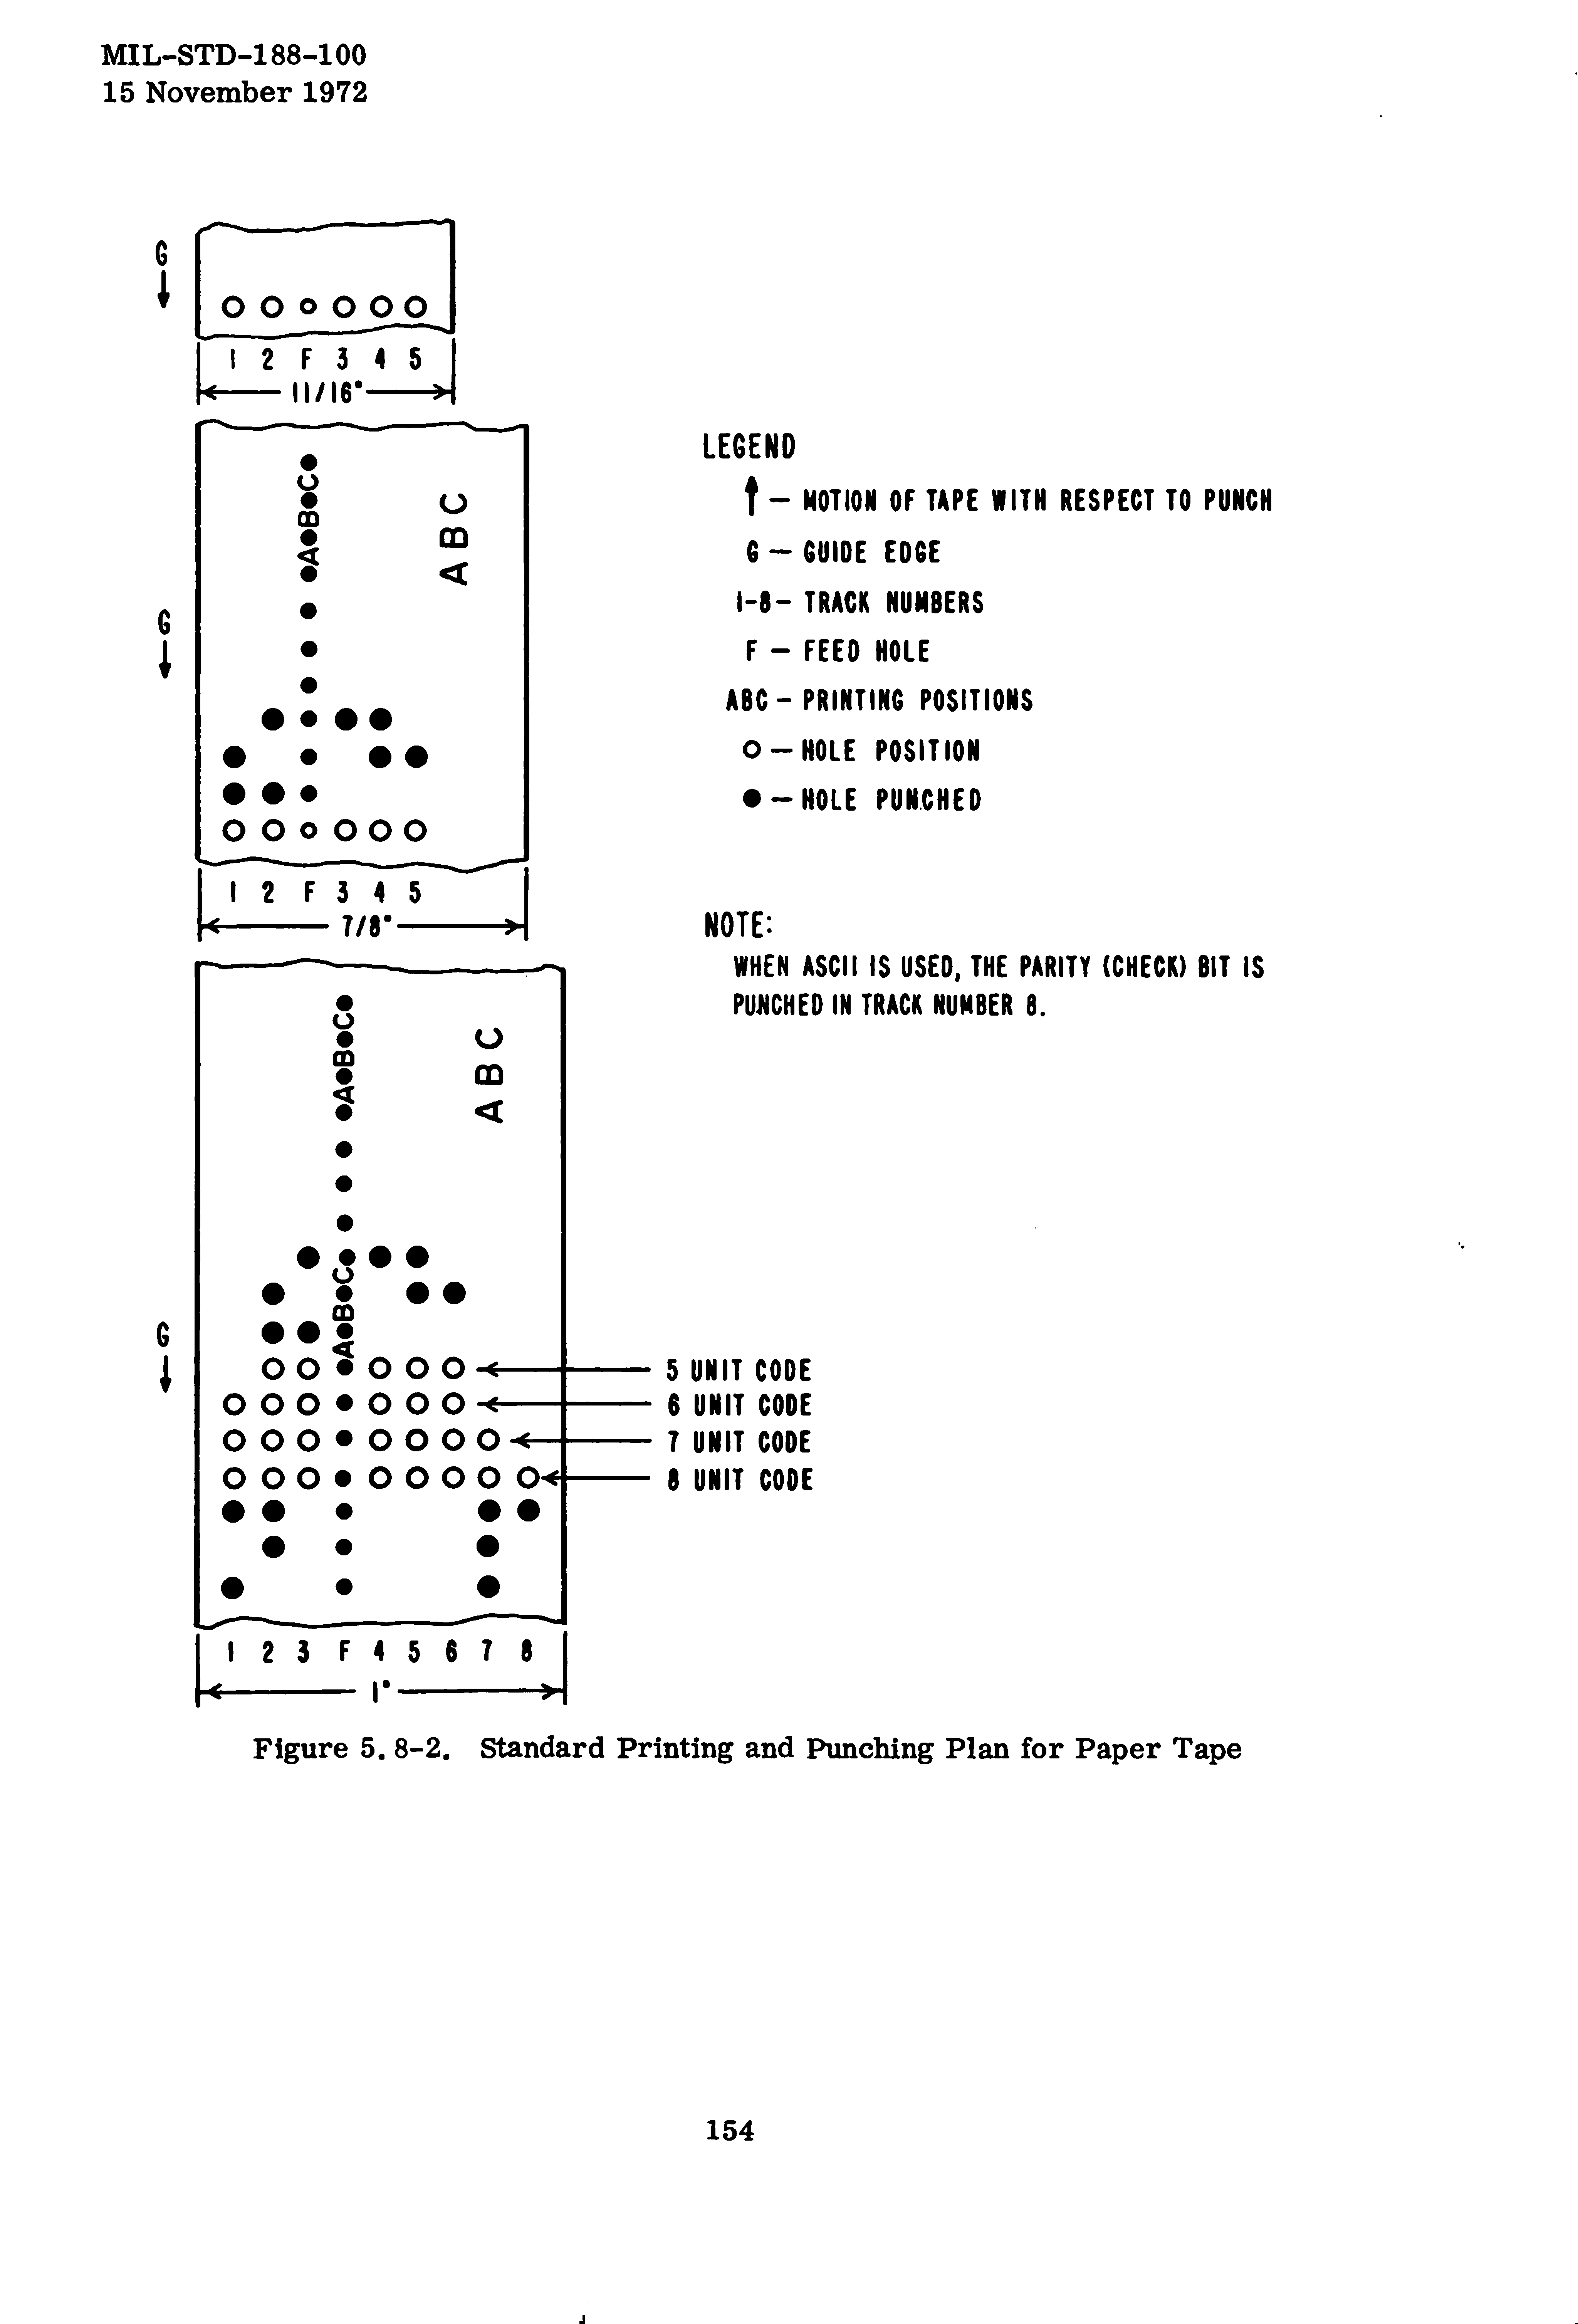 MIL-STD-188-100
15 November 1972
G
1 2 F 3 4 5
11/16"
C
B
A
C
B
A
G
1 2 F 3 4 5
7/8"
LEGEND
↑ — MOTION OF TAPE WITH RESPECT TO PUNCH
G — GUIDE EDGE
1-8 — TRACK NUMBERS
F — FEED HOLE
ABC — PRINTING POSITIONS
O — HOLE POSITION
● — HOLE PUNCHED
NOTE:
WHEN ASCII IS USED, THE PARITY (CHECK) BIT IS
PUNCHED IN TRACK NUMBER 8.
C
B
A
C
B
A
C
B
A
G
5 UNIT CODE
6 UNIT CODE
7 UNIT CODE
8 UNIT CODE
1 2 3 F 4 5 6 7 8
1"
Figure 5.8-2. Standard Printing and Punching Plan for Paper Tape
154